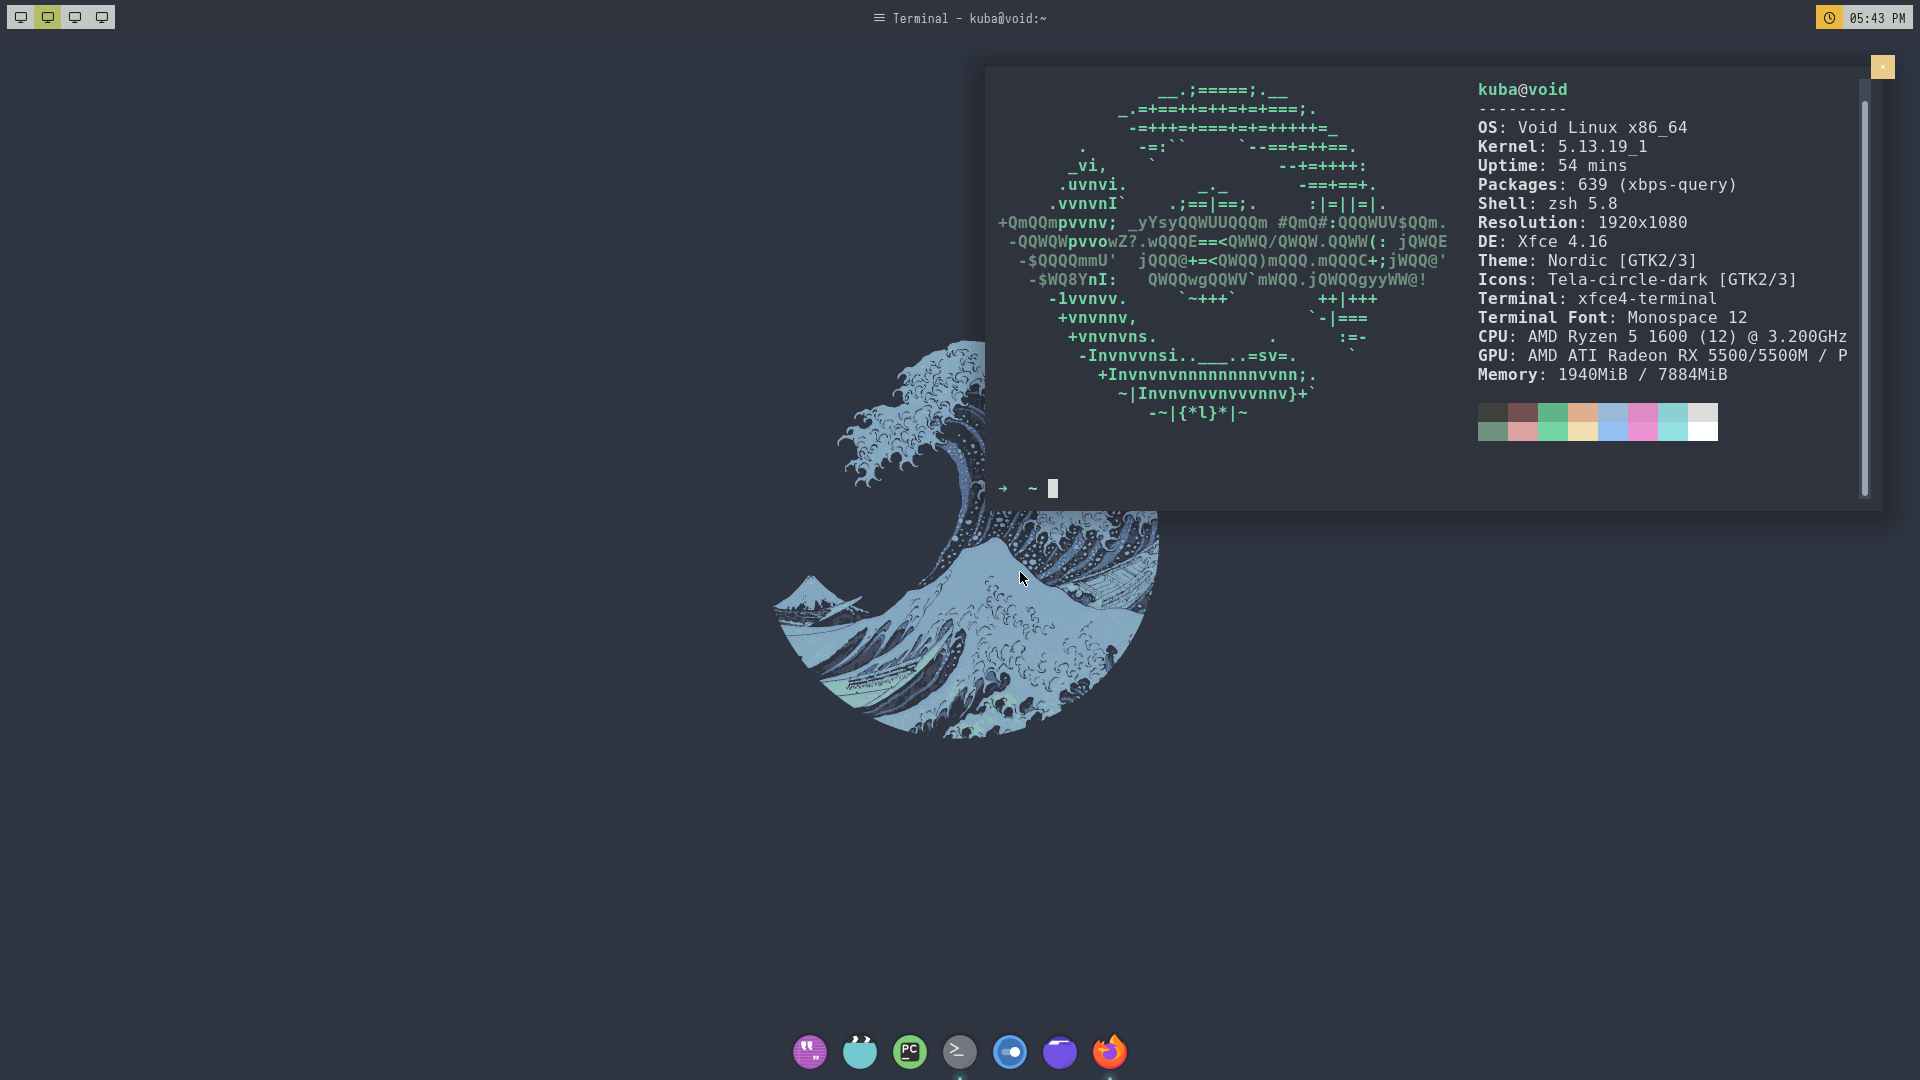 Terminal - kuba@void:~
05:43 PM
__.;=====;.__
_.=+==++=++=+=+===;.
-=+++=+===+=+=+++++=_
.     -=:``     `--==+=++==.
_vi,    `            --+=++++:
.uvnvi.       _._       -==+==+.
.vvnvnI`    .;==|==;.     :|=||=|.
+QmQQmpvvnv; _yYsyQQWUUQQQm #QmQ#:QQQWUV$QQm.
-QQWQWpvvowZ?.wQQQE==<QWWQ/QWQW.QQWW(: jQWQE
-$QQQQmmU'  jQQQ@+=<QWQQ)mQQQ.mQQQC+;jWQQ@'
-$WQ8YnI:   QWQQwgQQWV`mWQQ.jQWQQgyyWW@!
-1vvnvv.     `~+++`        ++|+++
+vnvnnv,                 `-|===
+vnvnvns.           .      :=-
-Invnvvnsi..___..=sv=.     `
+Invnvnvnnnnnnnnvvnn;.
~|Invnvnvvnvvvnnv}+`
-~|{*l}*|~
kuba@void
---------
OS: Void Linux x86_64
Kernel: 5.13.19_1
Uptime: 54 mins
Packages: 639 (xbps-query)
Shell: zsh 5.8
Resolution: 1920x1080
DE: Xfce 4.16
Theme: Nordic [GTK2/3]
Icons: Tela-circle-dark [GTK2/3]
Terminal: xfce4-terminal
Terminal Font: Monospace 12
CPU: AMD Ryzen 5 1600 (12) @ 3.200GHz
GPU: AMD ATI Radeon RX 5500/5500M / P
Memory: 1940MiB / 7884MiB
➜  ~
PC